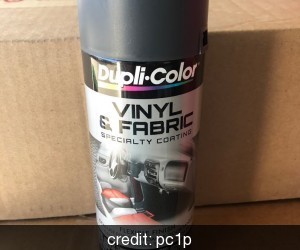 Dupli-Color
VINYL
& FABRIC
SPECIALTY COATING
credit: pc1p